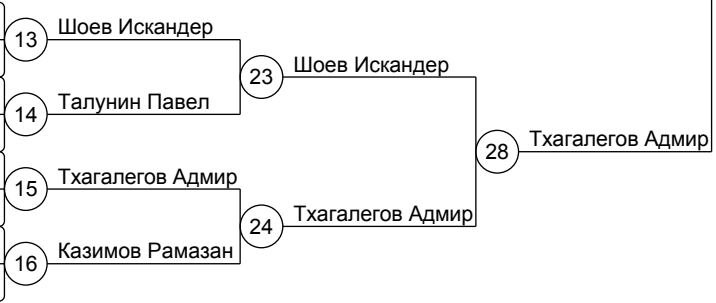 13 Шоев Искандер
23 Шоев Искандер
14 Талунин Павел
28 Тхагалегов Адмир
15 Тхагалегов Адмир
24 Тхагалегов Адмир
16 Казимов Рамазан